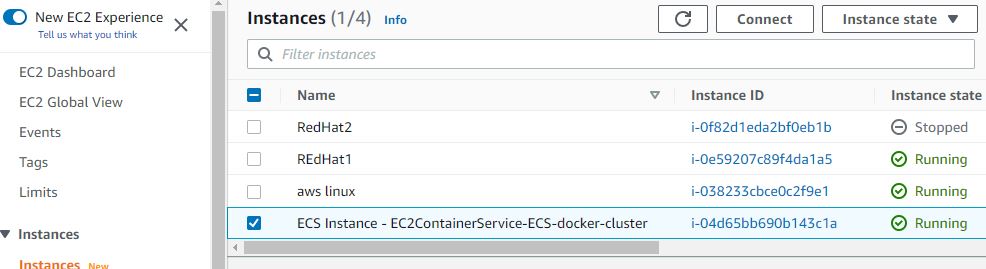 New EC2 Experience
Tell us what you think
EC2 Dashboard
EC2 Global View
Events
Tags
Limits
Instances
Instances New
Instances (1/4) Info
Connect
Instance state
Filter instances
Name Instance ID Instance state
RedHat2 i-0f82d1eda2bf0eb1b Stopped
REdHat1 i-0e59207c89f4da1a5 Running
aws linux i-038233cbce0c2f9e1 Running
ECS Instance - EC2ContainerService-ECS-docker-cluster i-04d65bb690b143c1a Running